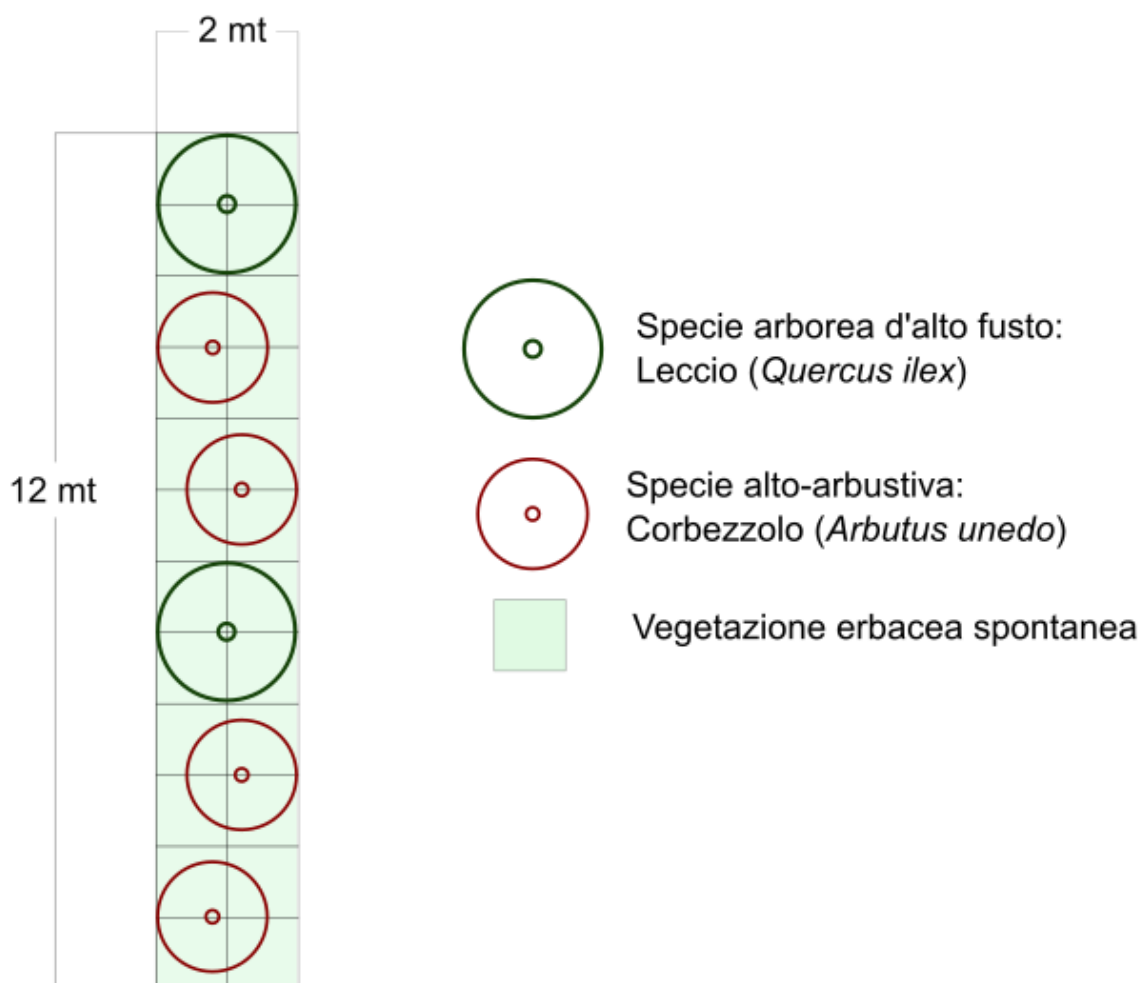 2 mt
12 mt
Specie arborea d'alto fusto:
Leccio (Quercus ilex)
Specie alto-arbustiva:
Corbezzolo (Arbutus unedo)
Vegetazione erbacea spontanea